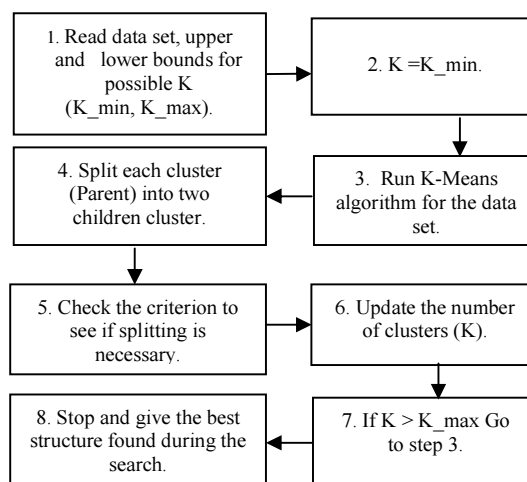 1. Read data set, upper
and lower bounds for
possible K
(K_min, K_max).
2. K =K_min.
3. Run K-Means
algorithm for the data
set.
4. Split each cluster
(Parent) into two
children cluster.
5. Check the criterion to
see if splitting is
necessary.
6. Update the number
of clusters (K).
7. If K > K_max Go
to step 3.
8. Stop and give the best
structure found during the
search.